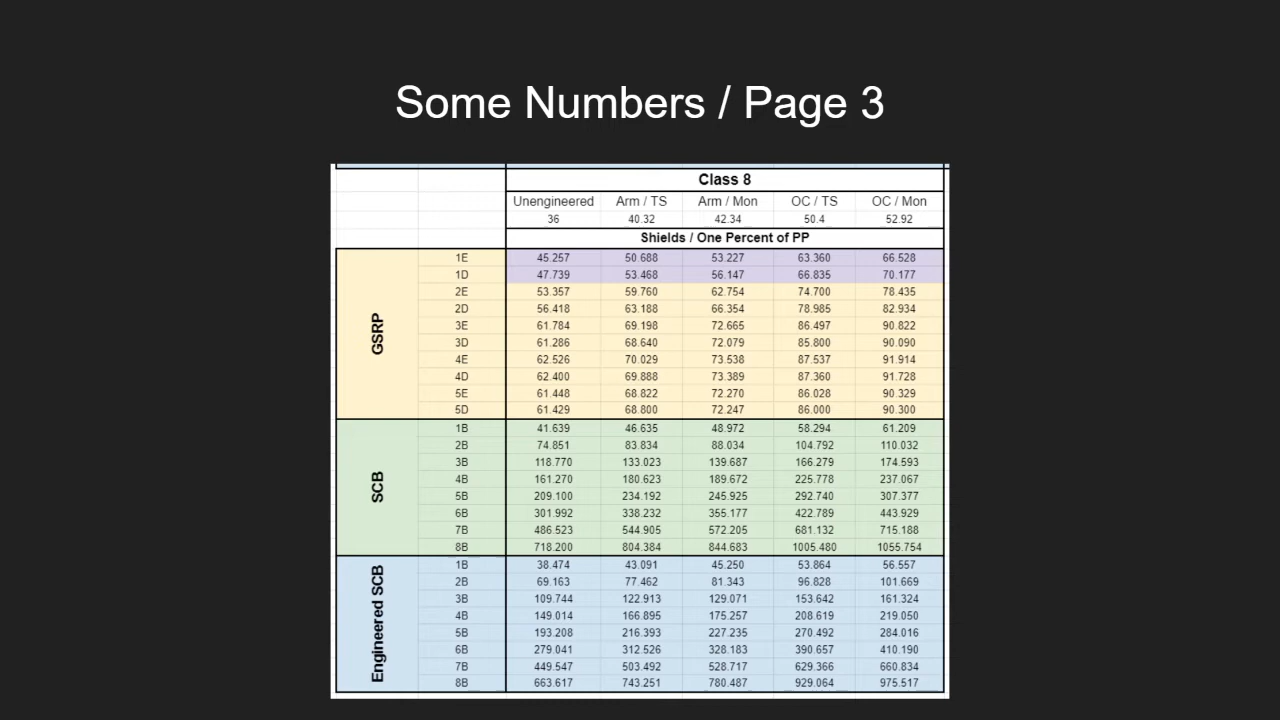 Some Numbers / Page 3
Class 8
Unengineered Arm / TS Arm / Mon OC / TS OC / Mon
36 40.32 42.34 50.4 52.92
Shields / One Percent of PP
GSRP
1E 45.257 50.688 53.227 63.360 66.528
1D 47.739 53.468 56.147 66.835 70.177
2E 53.357 59.760 62.754 74.700 78.435
2D 56.418 63.188 66.354 78.985 82.934
3E 61.784 69.198 72.665 86.497 90.822
3D 61.286 68.640 72.079 85.800 90.090
4E 62.526 70.029 73.538 87.537 91.914
4D 62.400 69.888 73.389 87.360 91.728
5E 61.448 68.822 72.270 86.028 90.329
5D 61.429 68.800 72.247 86.000 90.300
SCB
1B 41.639 46.635 48.972 58.294 61.209
2B 74.851 83.834 88.034 104.792 110.032
3B 118.770 133.023 139.687 166.279 174.593
4B 161.270 180.623 189.672 225.778 237.067
5B 209.100 234.192 245.925 292.740 307.377
6B 301.992 338.232 355.177 422.789 443.929
7B 486.523 544.905 572.205 681.132 715.188
8B 718.200 804.384 844.683 1005.480 1055.754
Engineered SCB
1B 38.474 43.091 45.250 53.864 56.557
2B 69.163 77.462 81.343 96.828 101.669
3B 109.744 122.913 129.071 153.642 161.324
4B 149.014 166.895 175.257 208.619 219.050
5B 193.208 216.393 227.235 270.492 284.016
6B 279.041 312.526 328.183 390.657 410.190
7B 449.547 503.492 528.717 629.366 660.834
8B 663.617 743.251 780.487 929.064 975.517